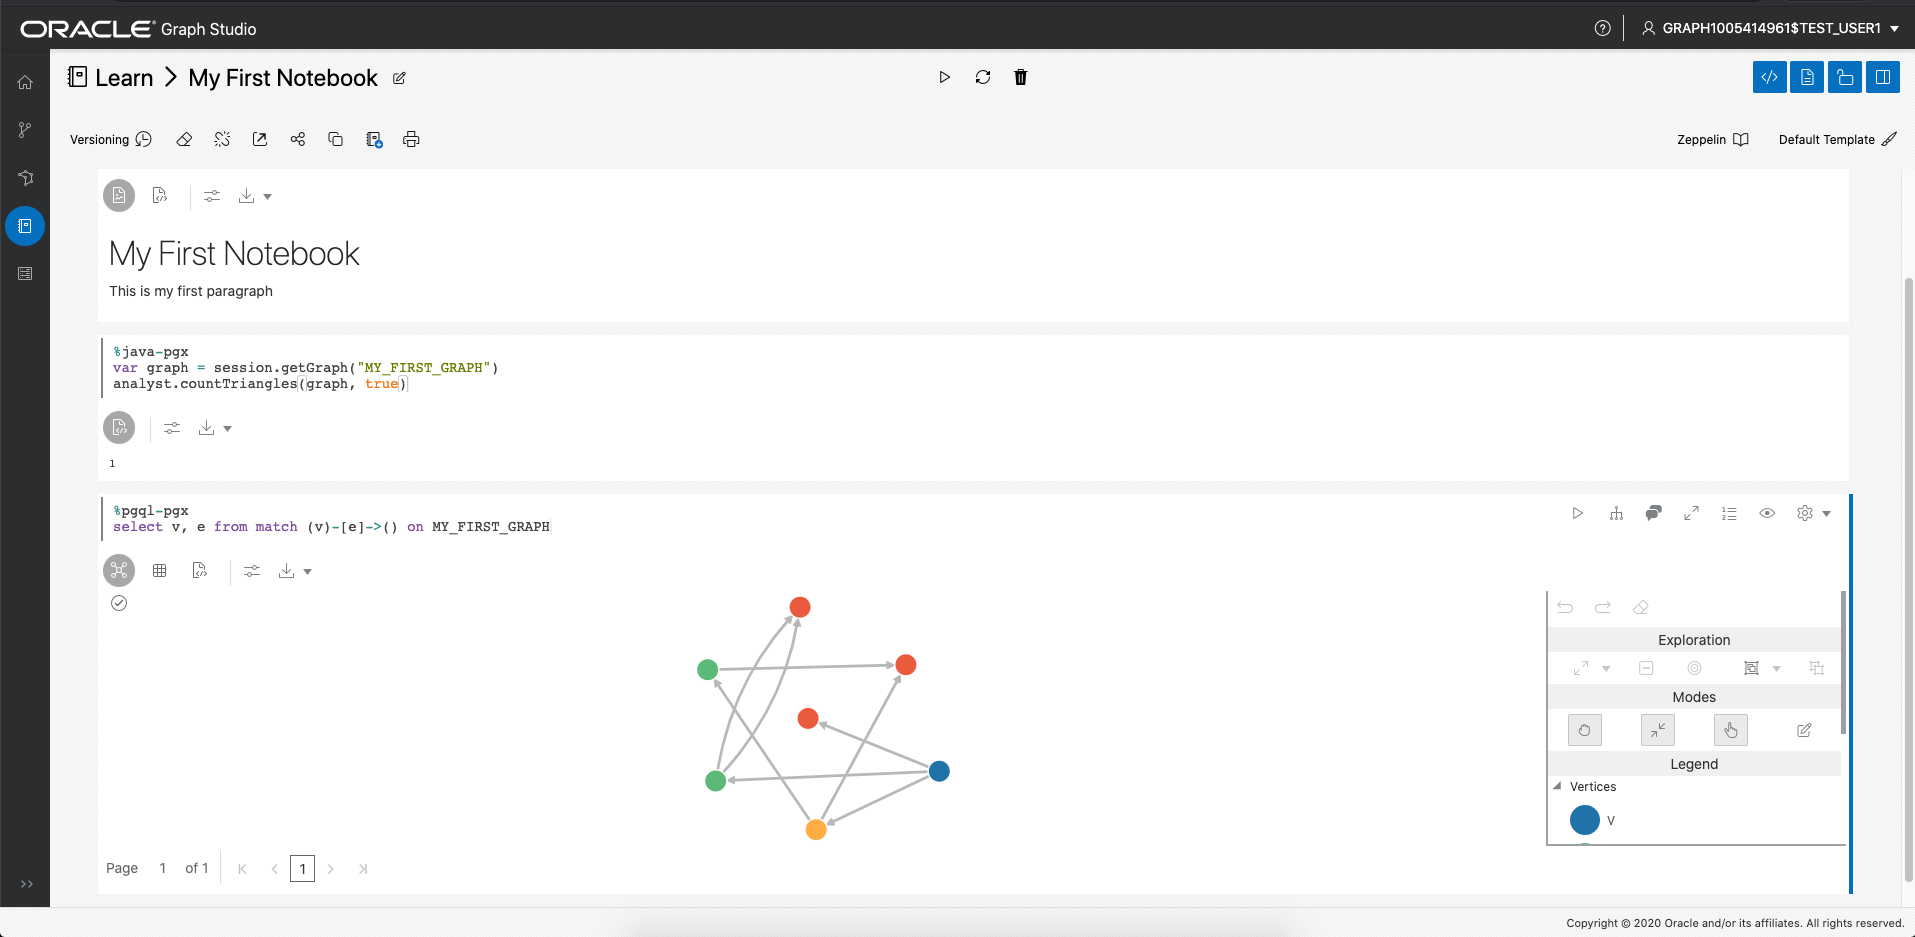 ORACLE® Graph Studio
GRAPH1005414961$TEST_USER1
Learn > My First Notebook
Versioning
Zeppelin
Default Template
My First Notebook
This is my first paragraph
%java-pgx
var graph = session.getGraph("MY_FIRST_GRAPH")
analyst.countTriangles(graph, true)
1
%pgql-pgx
select v, e from match (v)-[e]->() on MY_FIRST_GRAPH
Exploration
Modes
Legend
Vertices
V
Page 1 of 1
1
Copyright © 2020 Oracle and/or its affiliates. All rights reserved.